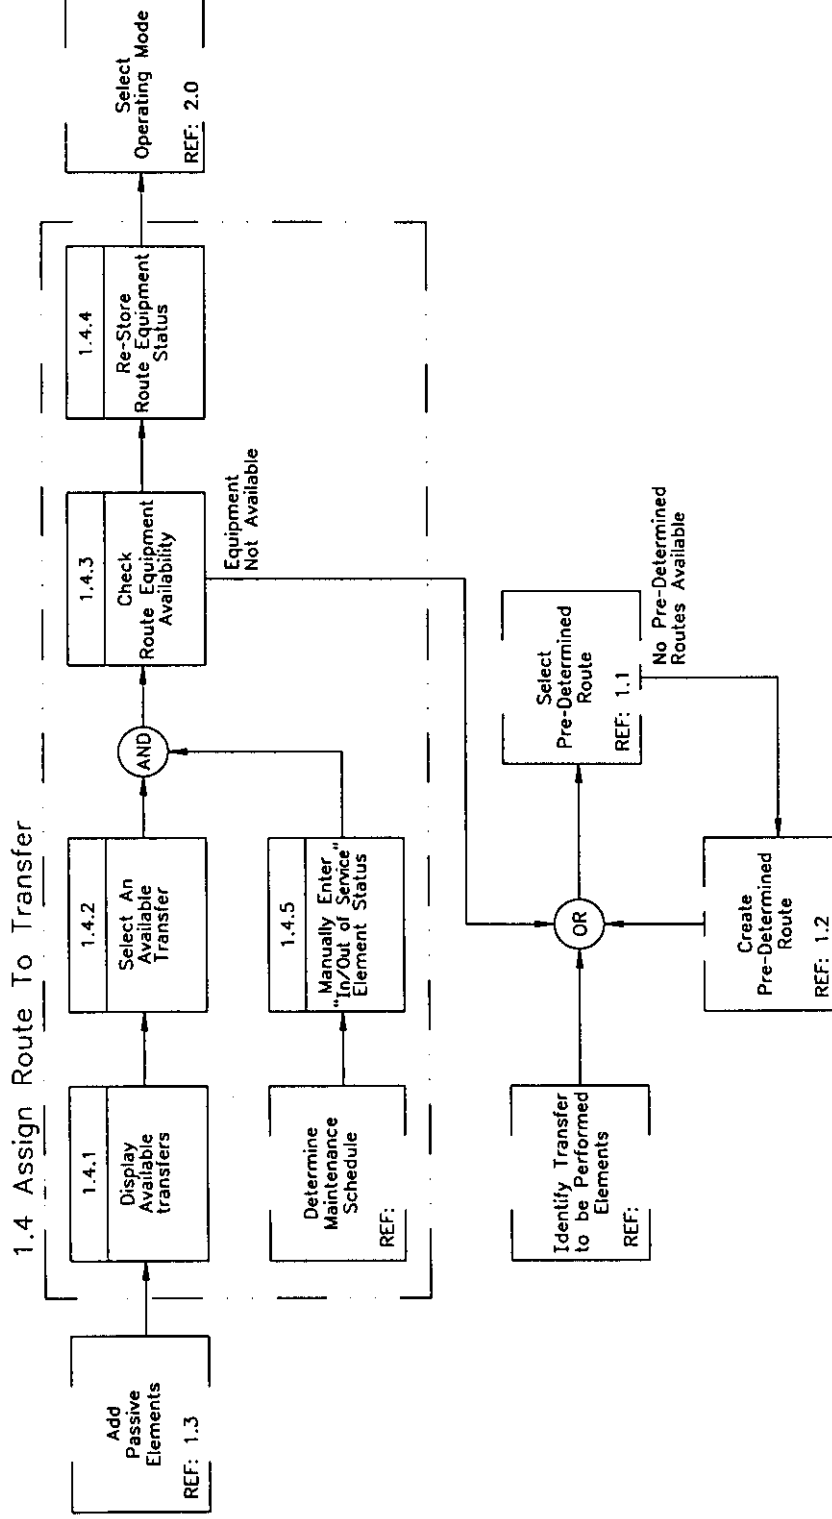 1.4 Assign Route To Transfer
Add
Passive
Elements
REF: 1.3
1.4.1
Display
Available
transfers
1.4.2
Select An
Available
Transfer
AND
1.4.3
Check
Route Equipment
Availability
1.4.4
Re-Store
Route Equipment
Status
Select
Operating Mode
REF: 2.0
Determine
Maintenance
Schedule
REF:
1.4.5
Manually Enter
"In/Out of Service"
Element Status
Equipment
Not Available
Identify Transfer
to be Performed
Elements
REF:
OR
Select
Pre-Determined
Route
REF: 1.1
No Pre-Determined
Routes Available
Create
Pre-Determined
Route
REF: 1.2